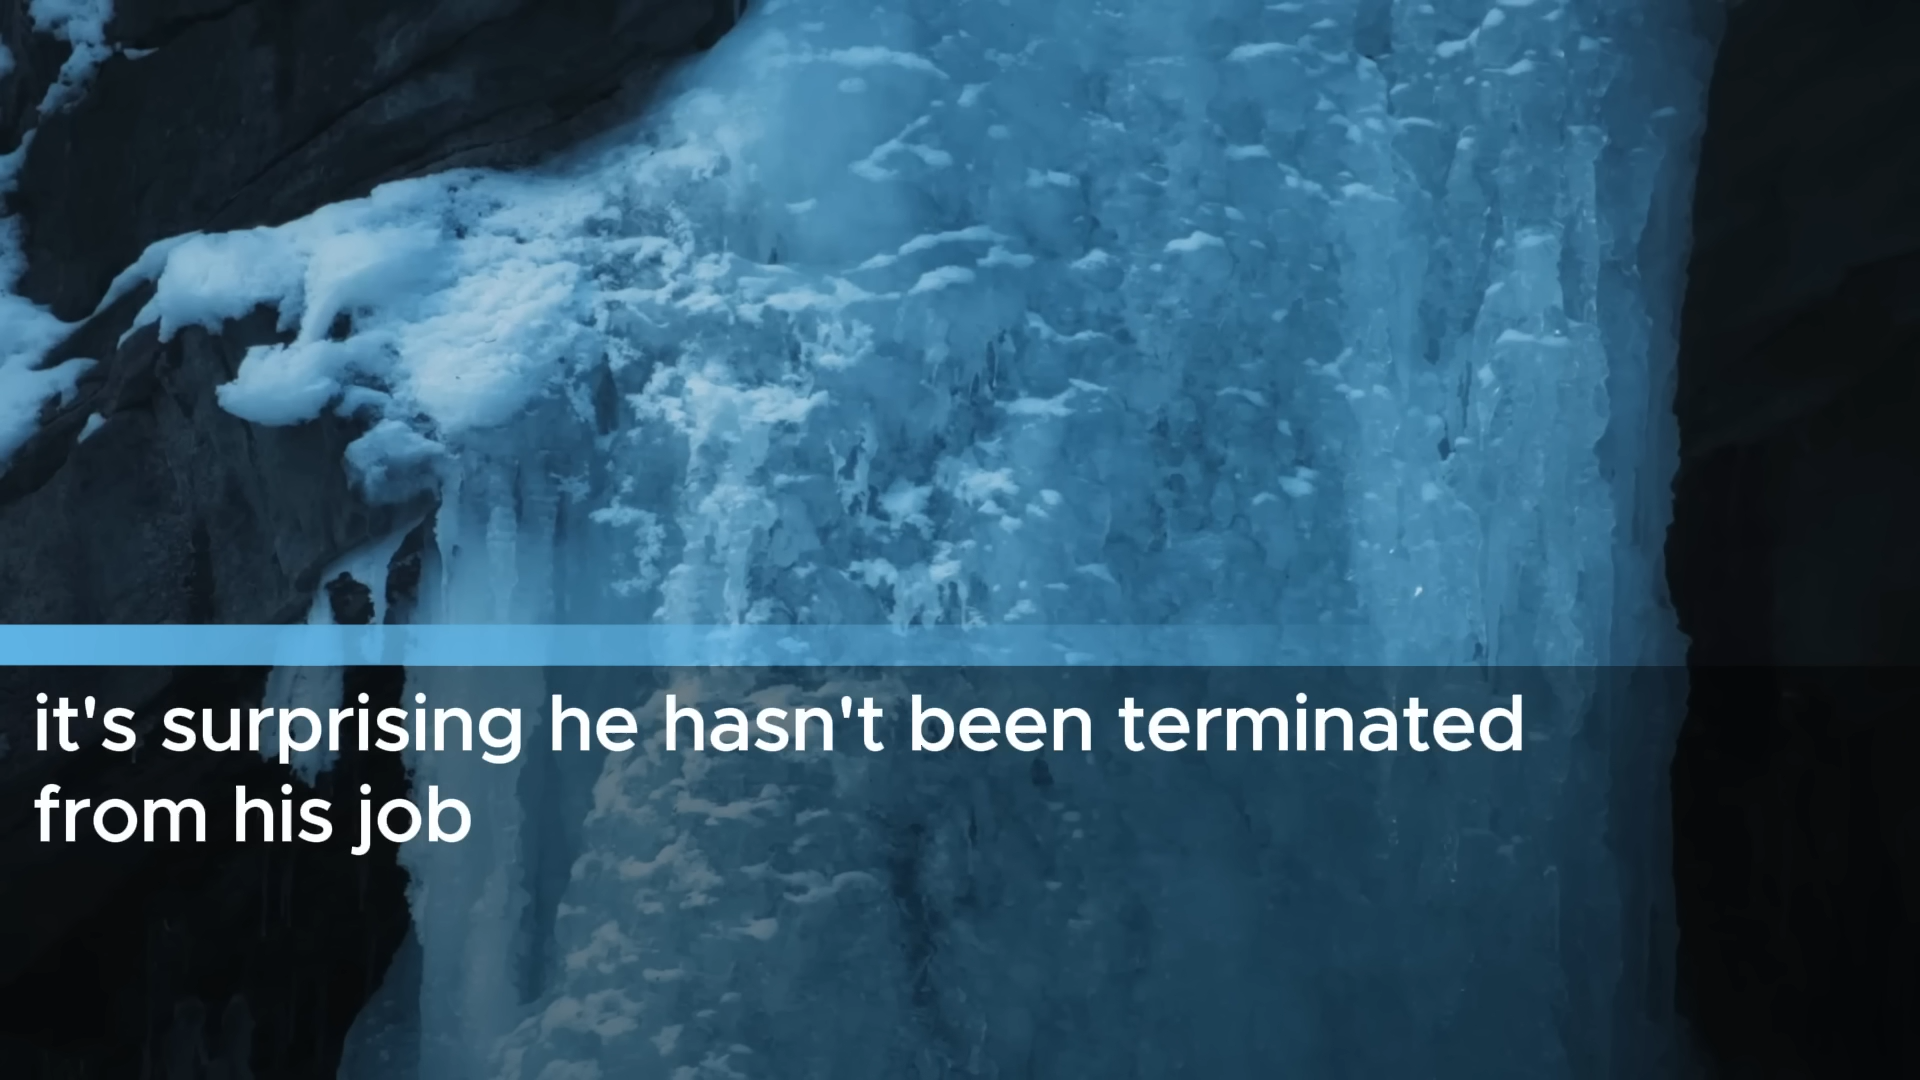 it's surprising he hasn't been terminated
from his job